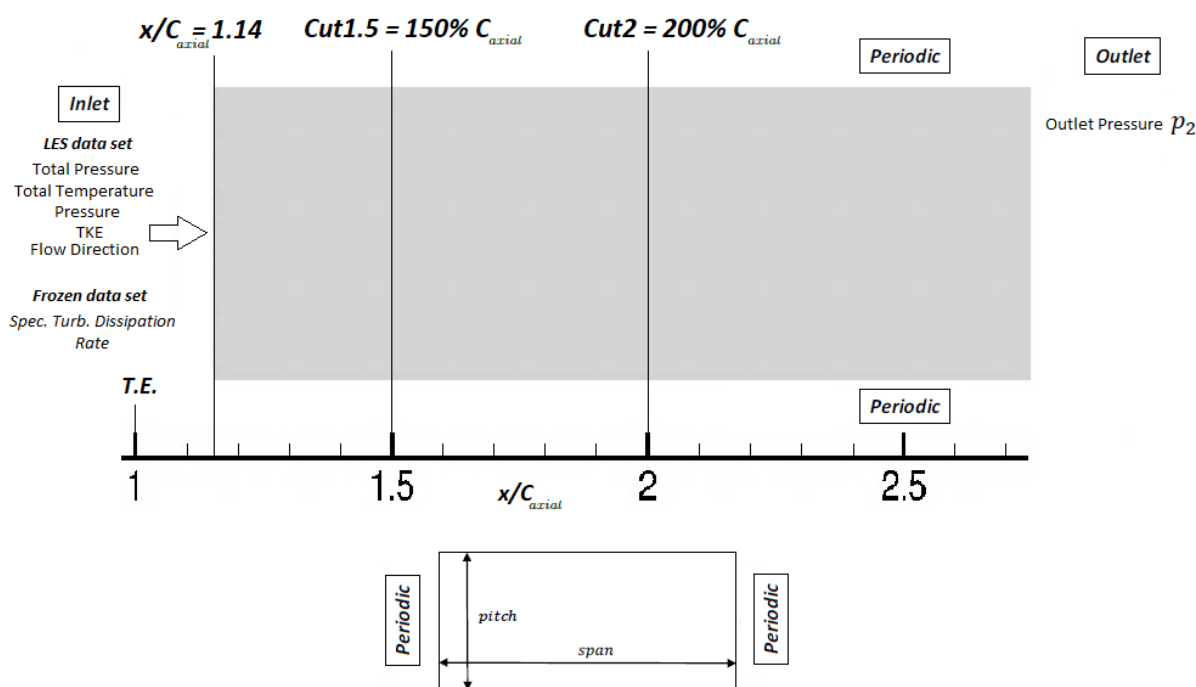 x/C_axial = 1.14
Cut1.5 = 150% C_axial
Cut2 = 200% C_axial
Periodic
Outlet
Inlet
Outlet Pressure p_2
LES data set
Total Pressure
Total Temperature
Pressure
TKE
Flow Direction
Frozen data set
Spec. Turb. Dissipation
Rate
T.E.
Periodic
1
1.5
x/C_axial
2
2.5
Periodic
pitch
span
Periodic